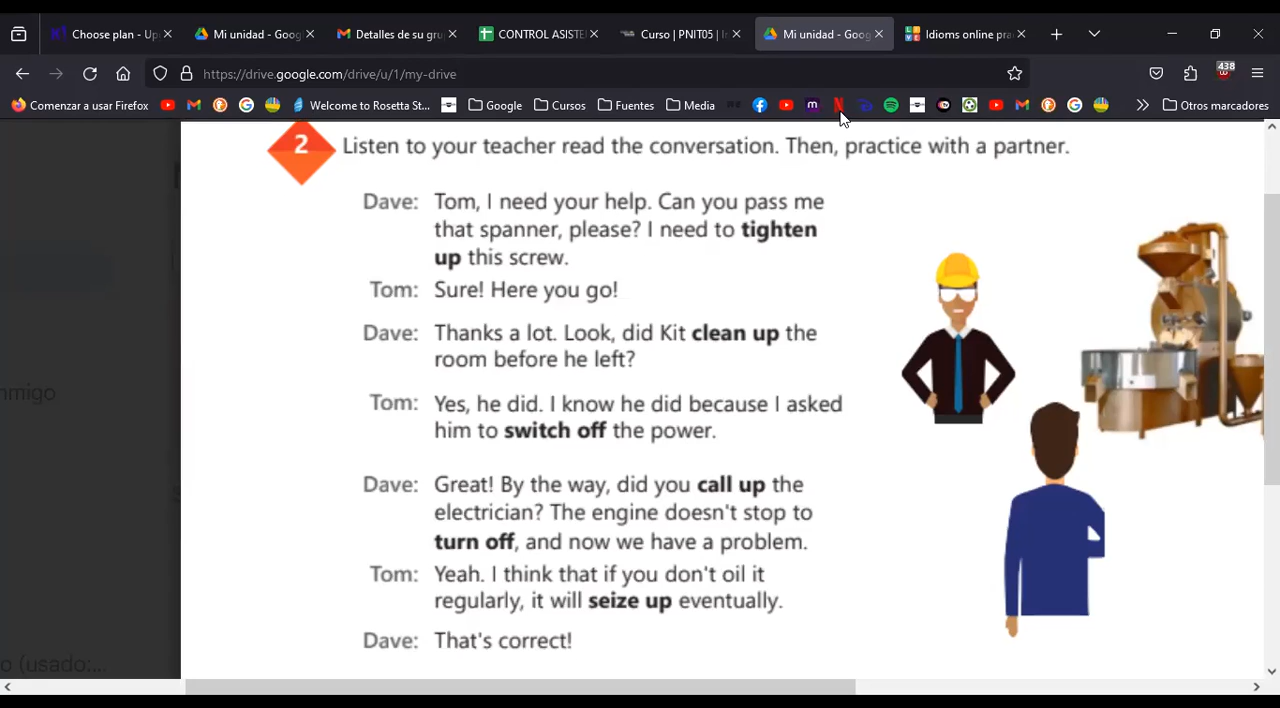 Choose plan - Up
Mi unidad - Goog
Detalles de su gru
CONTROL ASISTE
Curso | PNIT05 | In
Mi unidad - Goog
Idioms online pra
https://drive.google.com/drive/u/1/my-drive
438
Comenzar a usar Firefox
Welcome to Rosetta St...
Google
Cursos
Fuentes
Media
Otros marcadores
2
Listen to your teacher read the conversation. Then, practice with a partner.
Dave: Tom, I need your help. Can you pass me
that spanner, please? I need to tighten
up this screw.
Tom: Sure! Here you go!
Dave: Thanks a lot. Look, did Kit clean up the
room before he left?
nmigo
Tom: Yes, he did. I know he did because I asked
him to switch off the power.
Dave: Great! By the way, did you call up the
electrician? The engine doesn't stop to
turn off, and now we have a problem.
Tom: Yeah. I think that if you don't oil it
regularly, it will seize up eventually.
Dave: That's correct!
o (usado:...